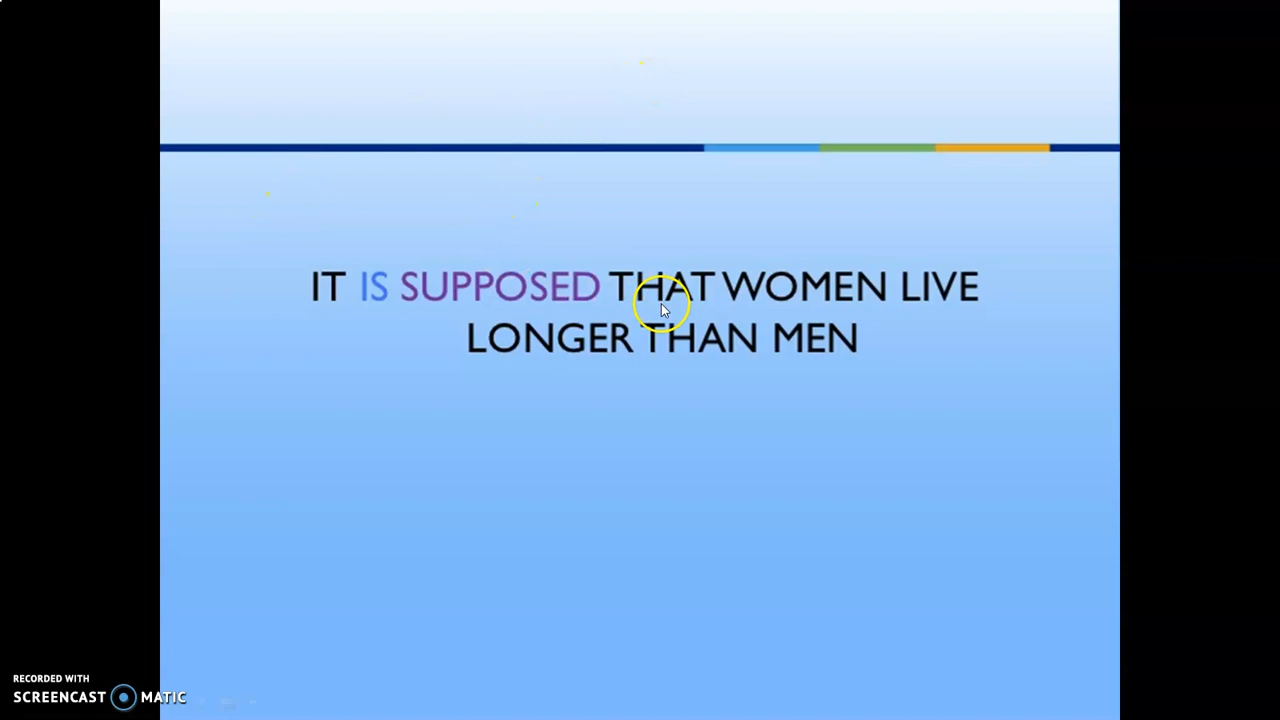 IT IS SUPPOSED THAT WOMEN LIVE
LONGER THAN MEN
RECORDED WITH
SCREENCAST MATIC